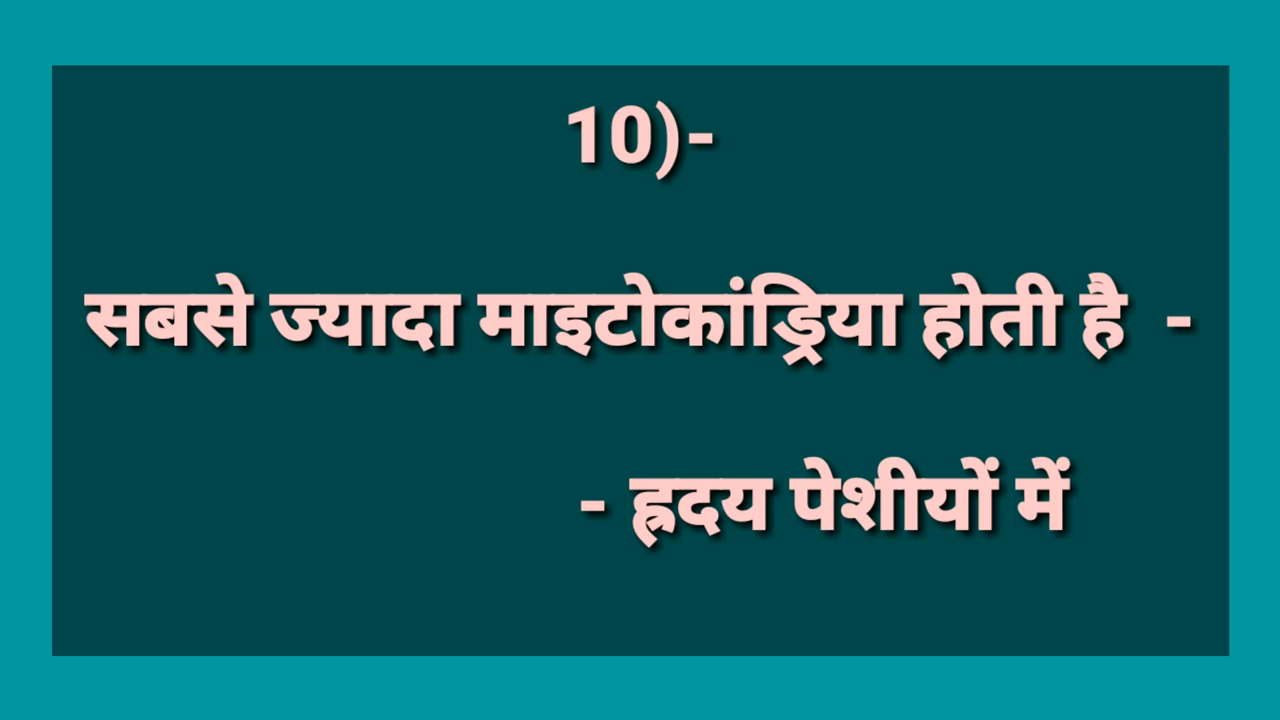 10)-
सबसे ज्यादा माइटोकांड्रिया होती है -
- ह्रदय पेशीयों में